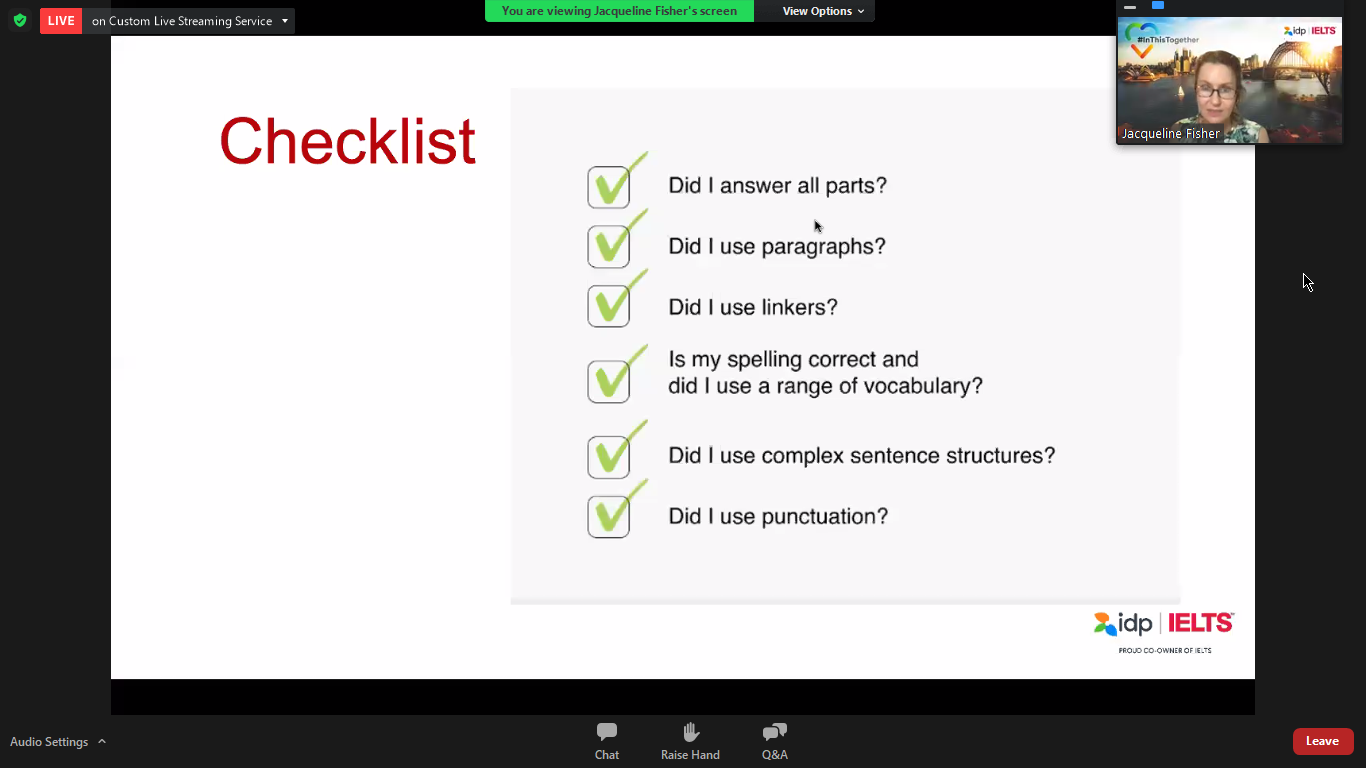 LIVE on Custom Live Streaming Service
You are viewing Jacqueline Fisher's screen
View Options
#InThisTogether
idp IELTS
Jacqueline Fisher
Checklist
Did I answer all parts?
Did I use paragraphs?
Did I use linkers?
Is my spelling correct and
did I use a range of vocabulary?
Did I use complex sentence structures?
Did I use punctuation?
idp IELTS™
PROUD CO-OWNER OF IELTS
Audio Settings
Chat
Raise Hand
Q&A
Leave